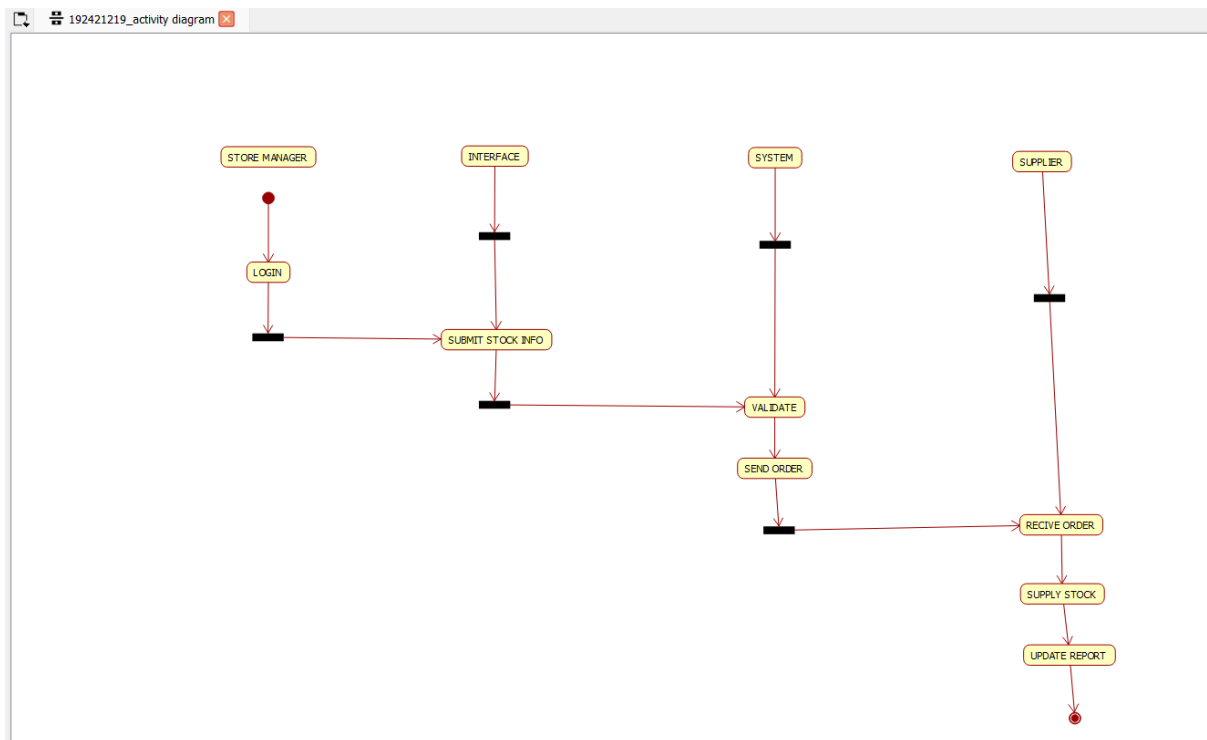 192421219_activity diagram
STORE MANAGER
INTERFACE
SYSTEM
SUPPLIER
LOGIN
SUBMIT STOCK INFO
VALIDATE
SEND ORDER
RECIVE ORDER
SUPPLY STOCK
UPDATE REPORT